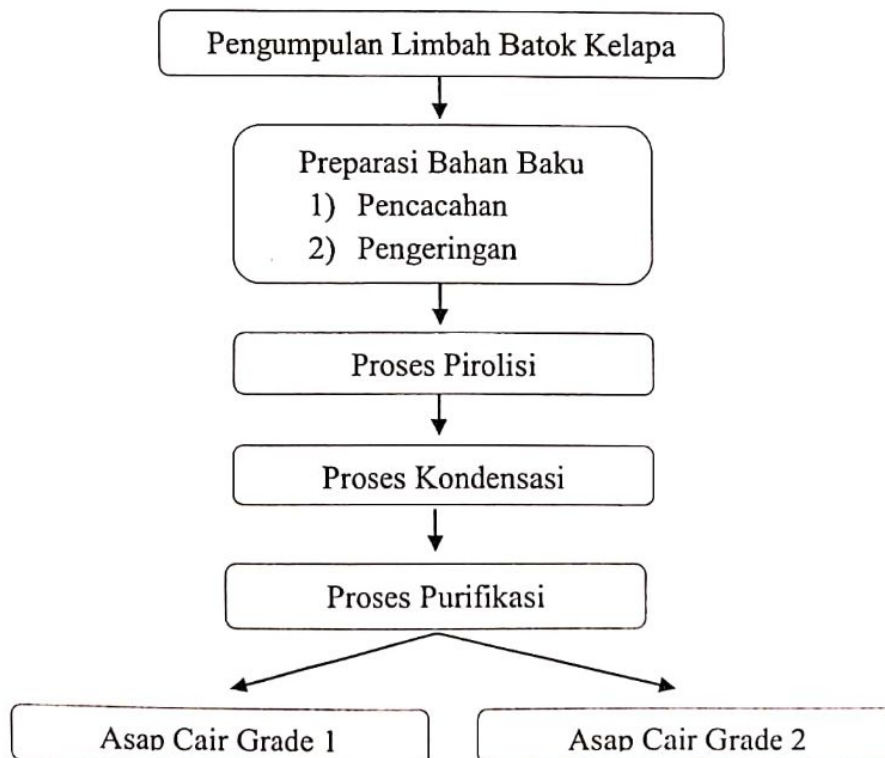 Pengumpulan Limbah Batok Kelapa
Preparasi Bahan Baku
1) Pencacahan
2) Pengeringan
Proses Pirolisi
Proses Kondensasi
Proses Purifikasi
Asap Cair Grade 1
Asap Cair Grade 2